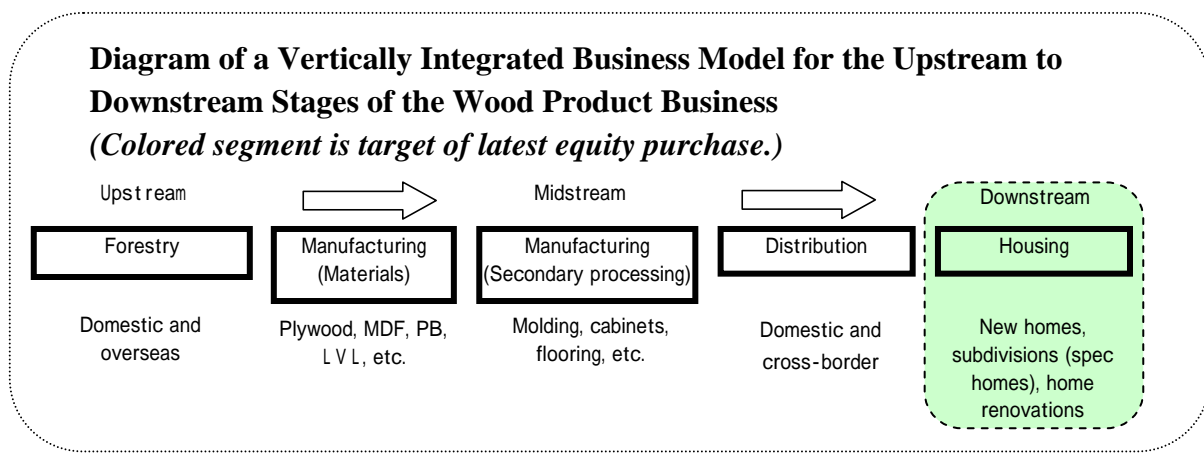 Diagram of a Vertically Integrated Business Model for the Upstream to
Downstream Stages of the Wood Product Business
(Colored segment is target of latest equity purchase.)
Upstream
Midstream
Downstream
Forestry
Manufacturing
(Materials)
Manufacturing
(Secondary processing)
Distribution
Housing
Domestic and
overseas
Plywood, MDF, PB,
LVL, etc.
Molding, cabinets,
flooring, etc.
Domestic and
cross-border
New homes,
subdivisions (spec
homes), home
renovations